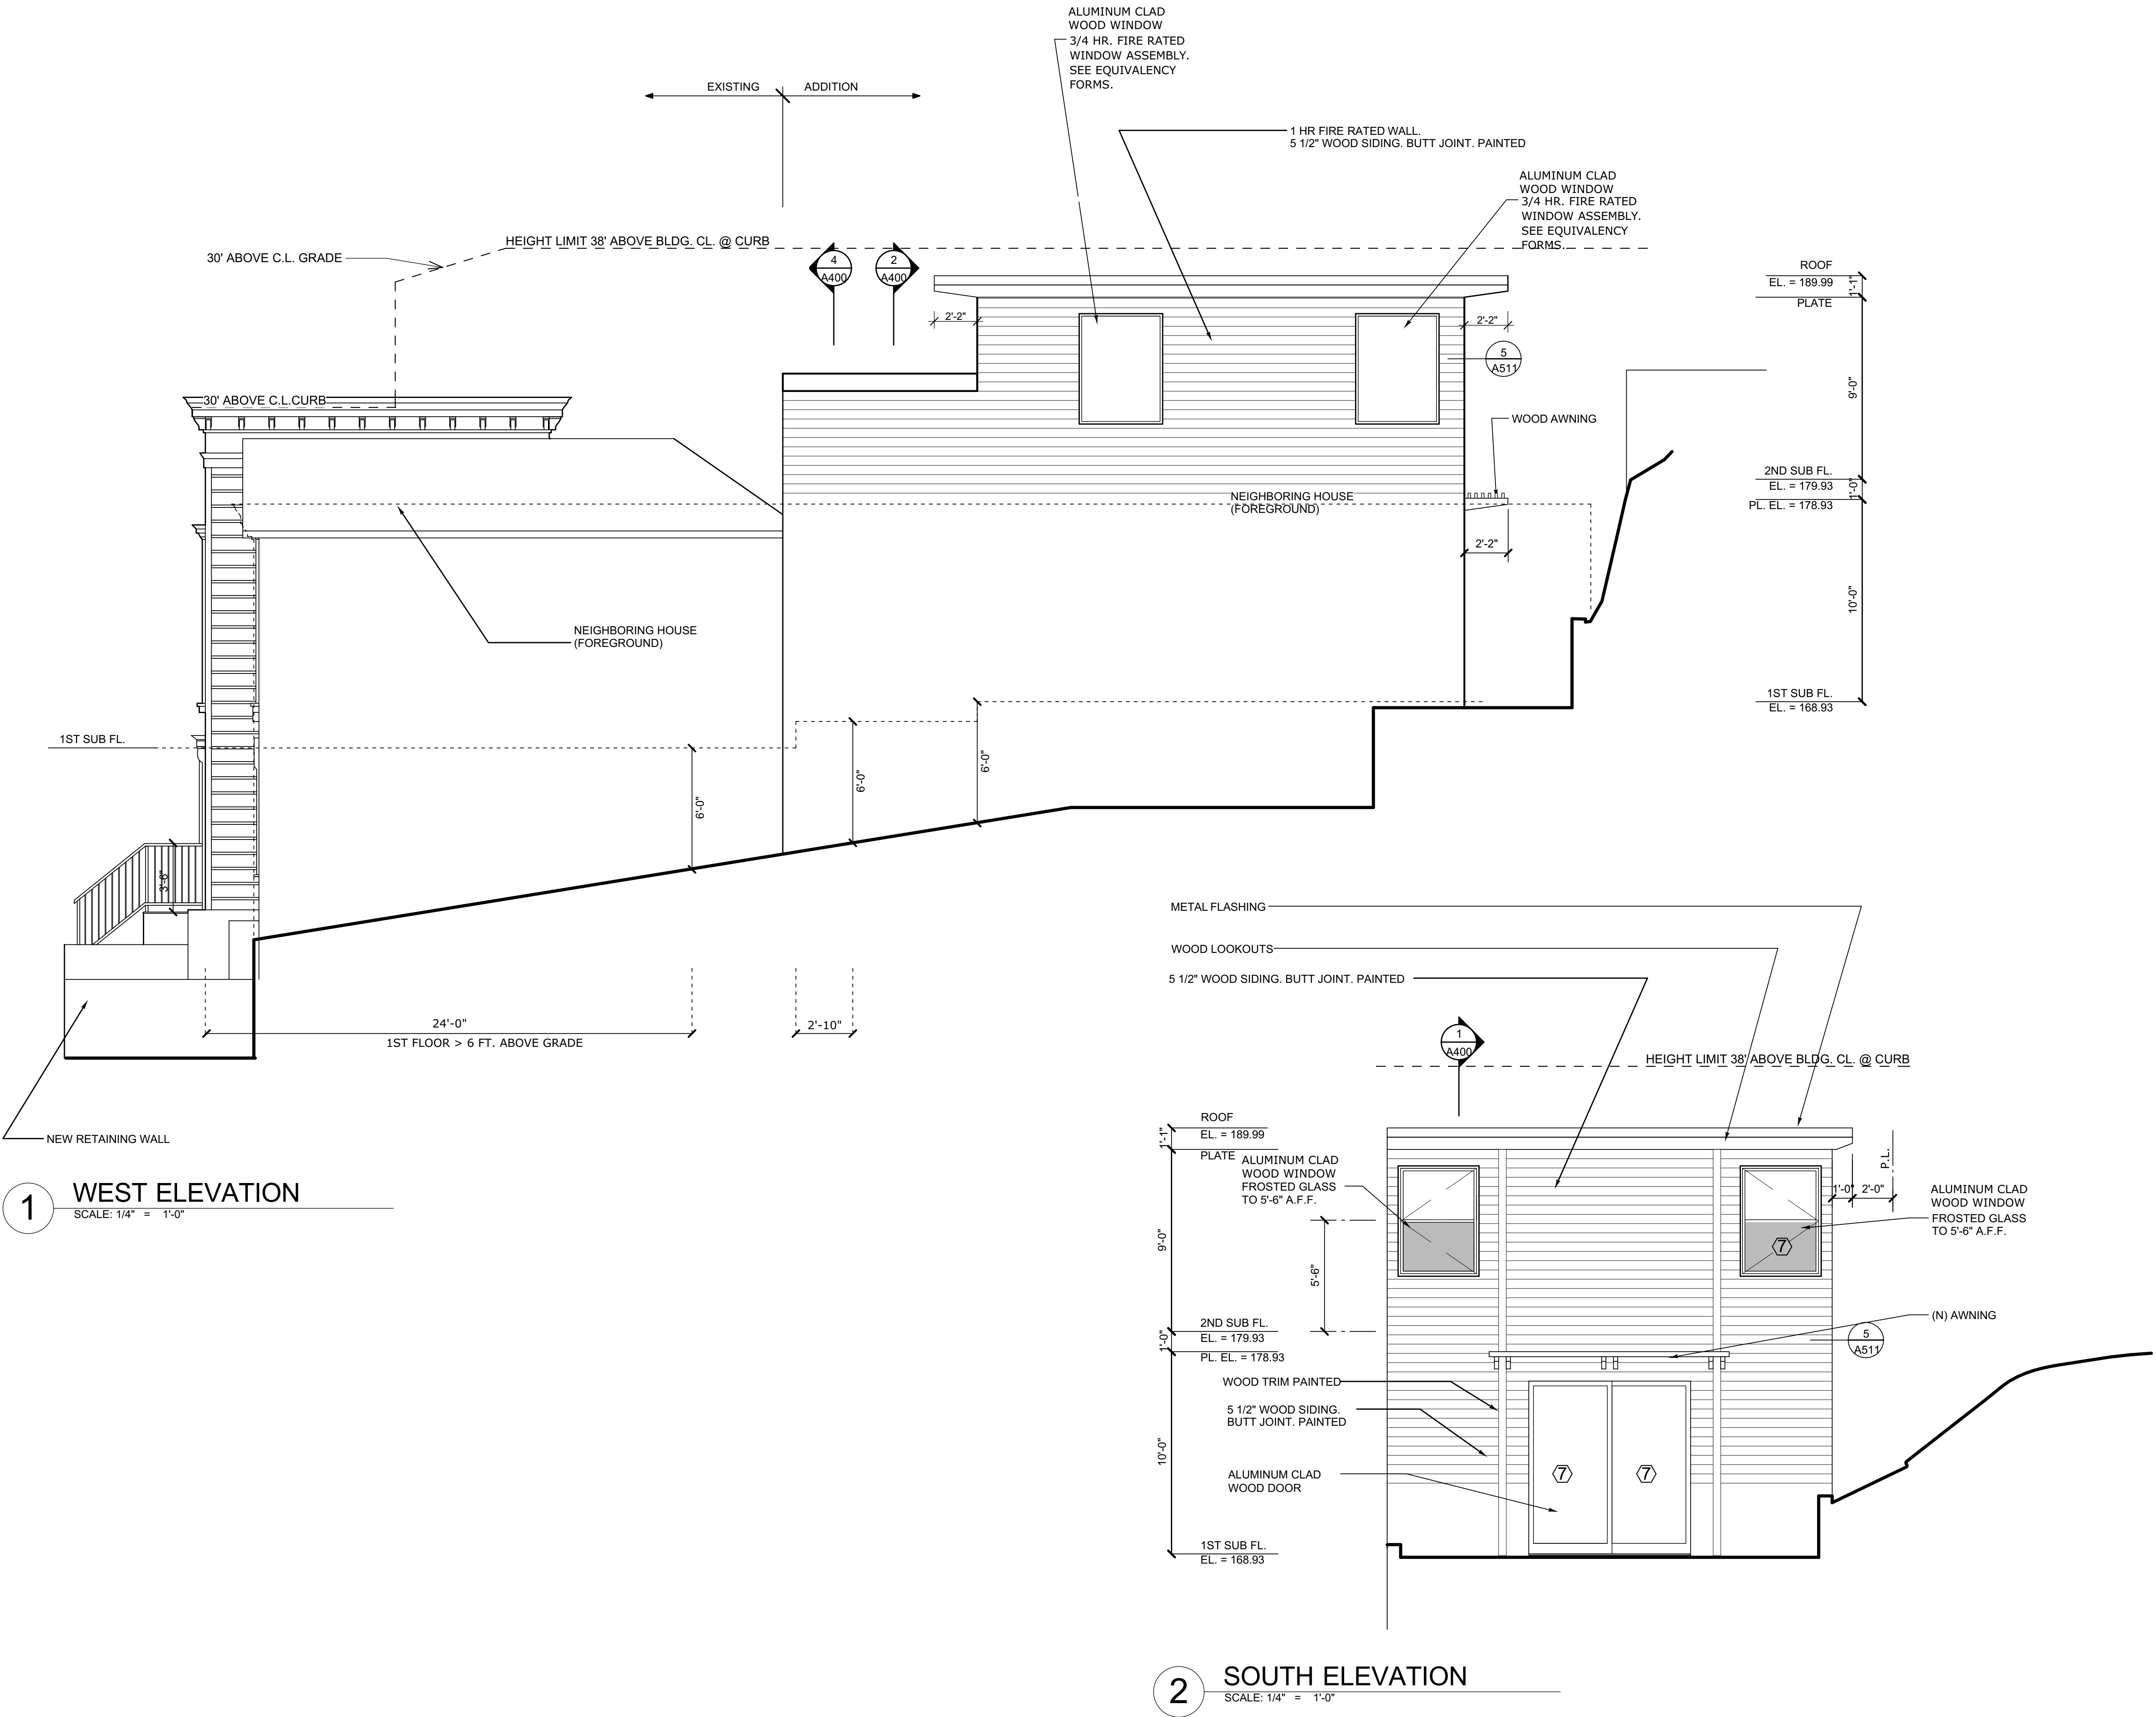 ALUMINUM CLAD
WOOD WINDOW
3/4 HR. FIRE RATED
WINDOW ASSEMBLY.
SEE EQUIVALENCY
FORMS.
EXISTING
ADDITION
1 HR FIRE RATED WALL.
5 1/2" WOOD SIDING. BUTT JOINT. PAINTED
ALUMINUM CLAD
WOOD WINDOW
3/4 HR. FIRE RATED
WINDOW ASSEMBLY.
SEE EQUIVALENCY
FORMS.
HEIGHT LIMIT 38' ABOVE BLDG. CL. @ CURB
30' ABOVE C.L. GRADE
4
A400
2
A400
ROOF
EL. = 189.99
1'-1"
PLATE
2'-2"
2'-2"
5
A511
9'-0"
30' ABOVE C.L.CURB
WOOD AWNING
2ND SUB FL.
EL. = 179.93
1'-0"
PL. EL. = 178.93
NEIGHBORING HOUSE
(FOREGROUND)
2'-2"
10'-0"
NEIGHBORING HOUSE
(FOREGROUND)
1ST SUB FL.
EL. = 168.93
1ST SUB FL.
6'-0"
6'-0"
6'-0"
3'-6"
24'-0"
1ST FLOOR > 6 FT. ABOVE GRADE
2'-10"
NEW RETAINING WALL
1
WEST ELEVATION
SCALE: 1/4" = 1'-0"
METAL FLASHING
WOOD LOOKOUTS
5 1/2" WOOD SIDING. BUTT JOINT. PAINTED
1
A400
HEIGHT LIMIT 38' ABOVE BLDG. CL. @ CURB
ROOF
EL. = 189.99
1'-1"
PLATE
ALUMINUM CLAD
WOOD WINDOW
FROSTED GLASS
TO 5'-6" A.F.F.
P.L.
1'-0"
2'-0"
ALUMINUM CLAD
WOOD WINDOW
FROSTED GLASS
TO 5'-6" A.F.F.
7
9'-0"
5'-6"
2ND SUB FL.
EL. = 179.93
1'-0"
PL. EL. = 178.93
(N) AWNING
5
A511
WOOD TRIM PAINTED
5 1/2" WOOD SIDING.
BUTT JOINT. PAINTED
10'-0"
ALUMINUM CLAD
WOOD DOOR
7
7
1ST SUB FL.
EL. = 168.93
2
SOUTH ELEVATION
SCALE: 1/4" = 1'-0"